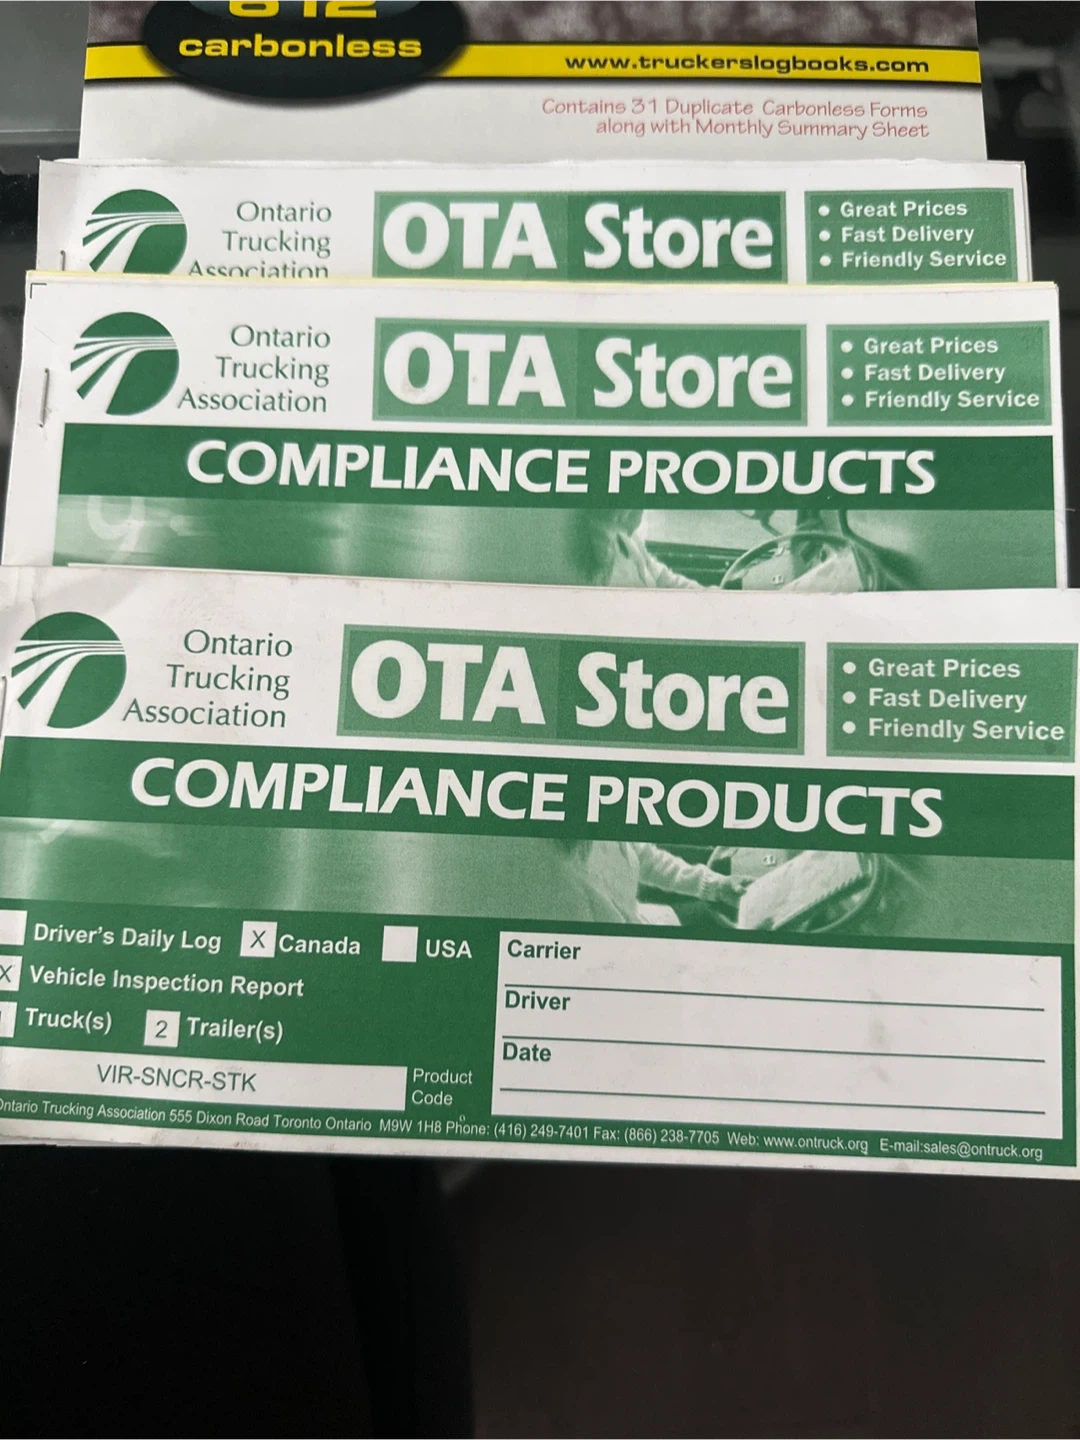 612
carbonless
www.truckerslogbooks.com
Contains 31 Duplicate Carbonless Forms
along with Monthly Summary Sheet
Ontario
Trucking
Association
OTA Store
• Great Prices
• Fast Delivery
• Friendly Service
Ontario
Trucking
Association
OTA Store
• Great Prices
• Fast Delivery
• Friendly Service
COMPLIANCE PRODUCTS
Ontario
Trucking
Association
OTA Store
• Great Prices
• Fast Delivery
• Friendly Service
COMPLIANCE PRODUCTS
Driver's Daily Log X Canada USA
X Vehicle Inspection Report
Truck(s) 2 Trailer(s)
VIR-SNCR-STK
Product
Code
Carrier
Driver
Date
Ontario Trucking Association 555 Dixon Road Toronto Ontario M9W 1H8 Phone: (416) 249-7401 Fax: (866) 238-7705 Web: www.ontruck.org E-mail:sales@ontruck.org